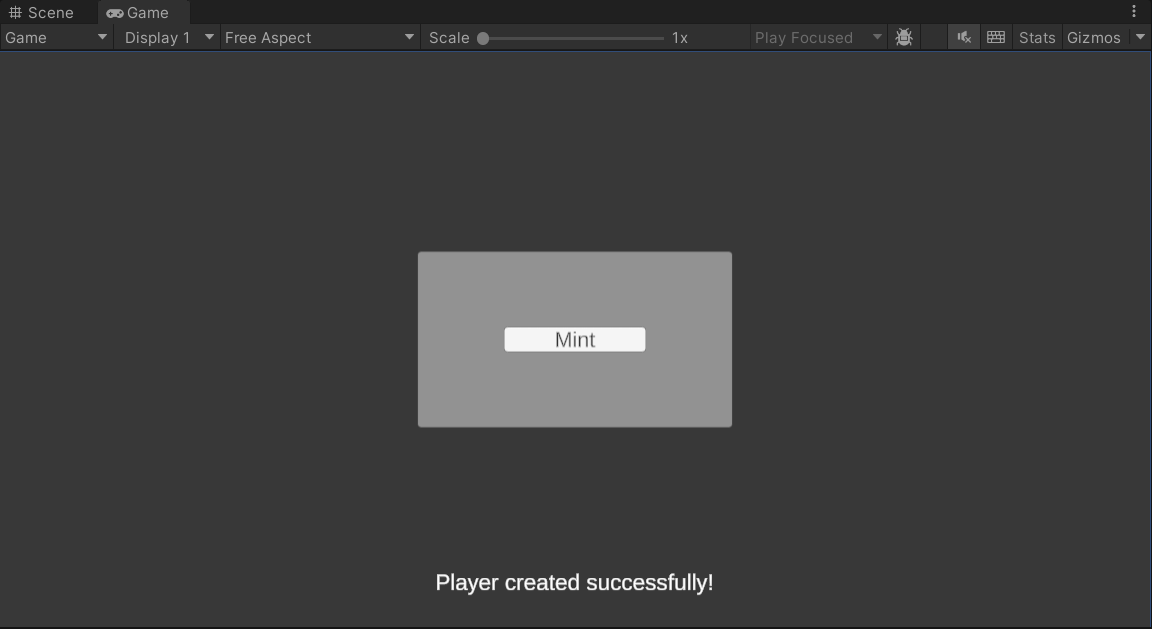 Scene Game
Game Display 1 Free Aspect Scale 1x Play Focused Stats Gizmos
Mint
Player created successfully!